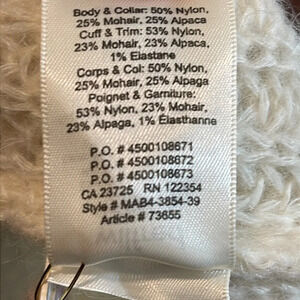 Body & Collar: 50% Nylon,
25% Mohair, 25% Alpaca
Cuff & Trim: 53% Nylon,
23% Mohair, 23% Alpaca,
1% Elastane
Corps & Col: 50% Nylon,
25% Mohair, 25% Alpaga
Poignet & Garniture:
53% Nylon, 23% Mohair,
23% Alpaga, 1% Élasthanne
P.O. # 4500108671
P.O. # 4500108672
P.O. # 4500108673
CA 23725 RN 122354
Style # MAB4-3854-39
Article # 73655